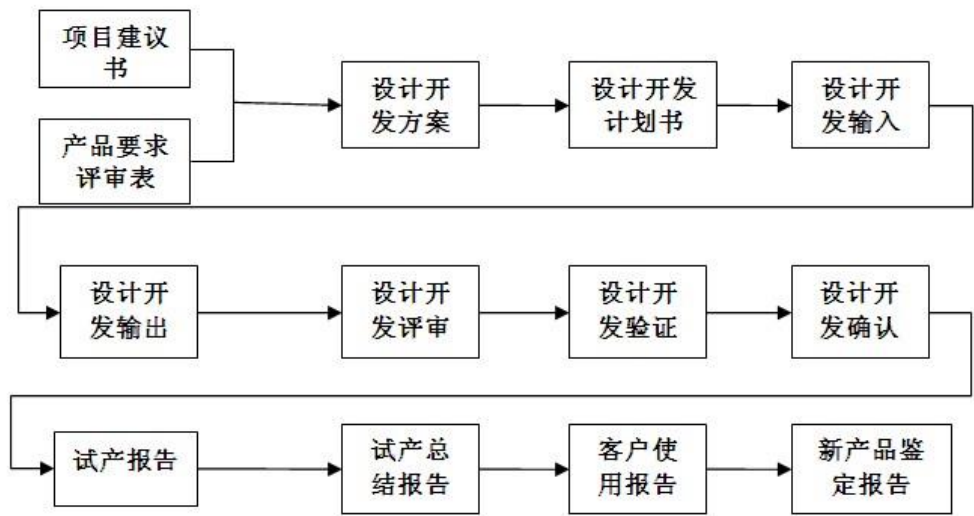 项目建议
书
产品要求
评审表
设计开
发方案
设计开发
计划书
设计开
发输入
设计开
发输出
设计开
发评审
设计开
发验证
设计开
发确认
试产报告
试产总
结报告
客户使
用报告
新产品鉴
定报告